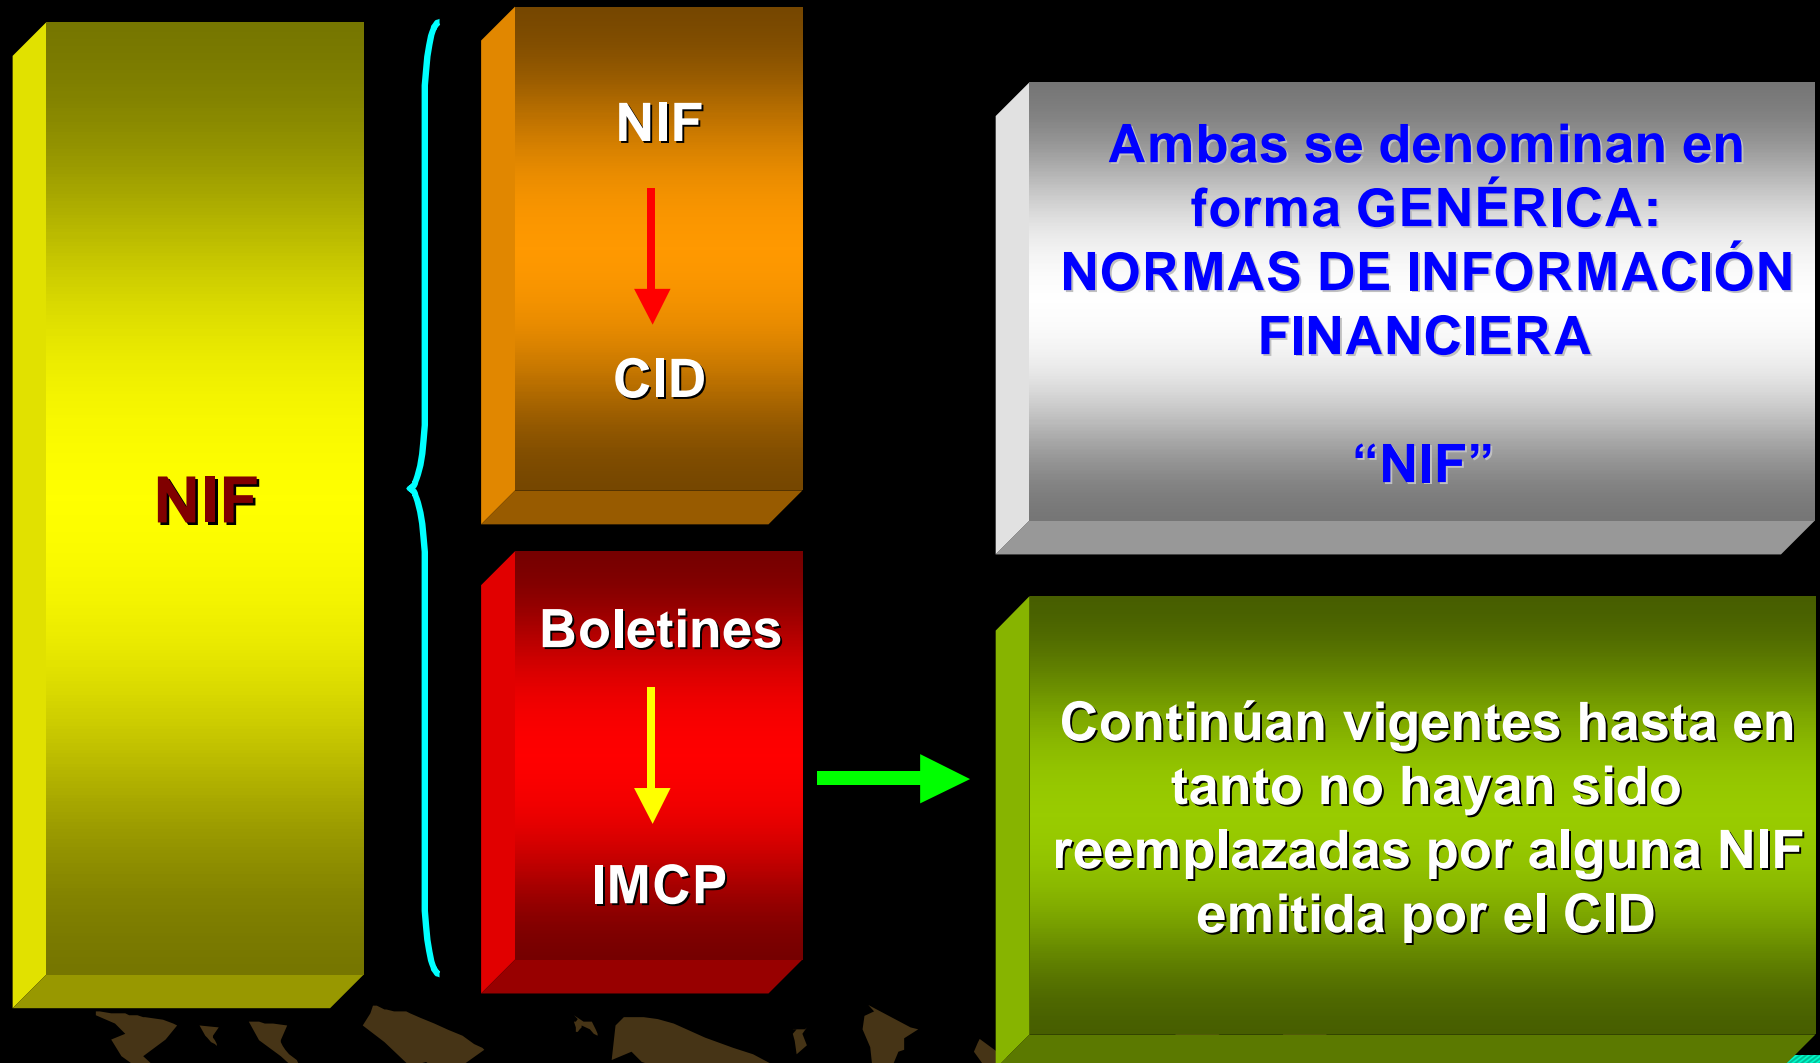 NIF
NIF
CID
Boletines
IMCP
Ambas se denominan en
forma GENÉRICA:
NORMAS DE INFORMACIÓN
FINANCIERA
“NIF”
Continúan vigentes hasta en
tanto no hayan sido
reemplazadas por alguna NIF
emitida por el CID